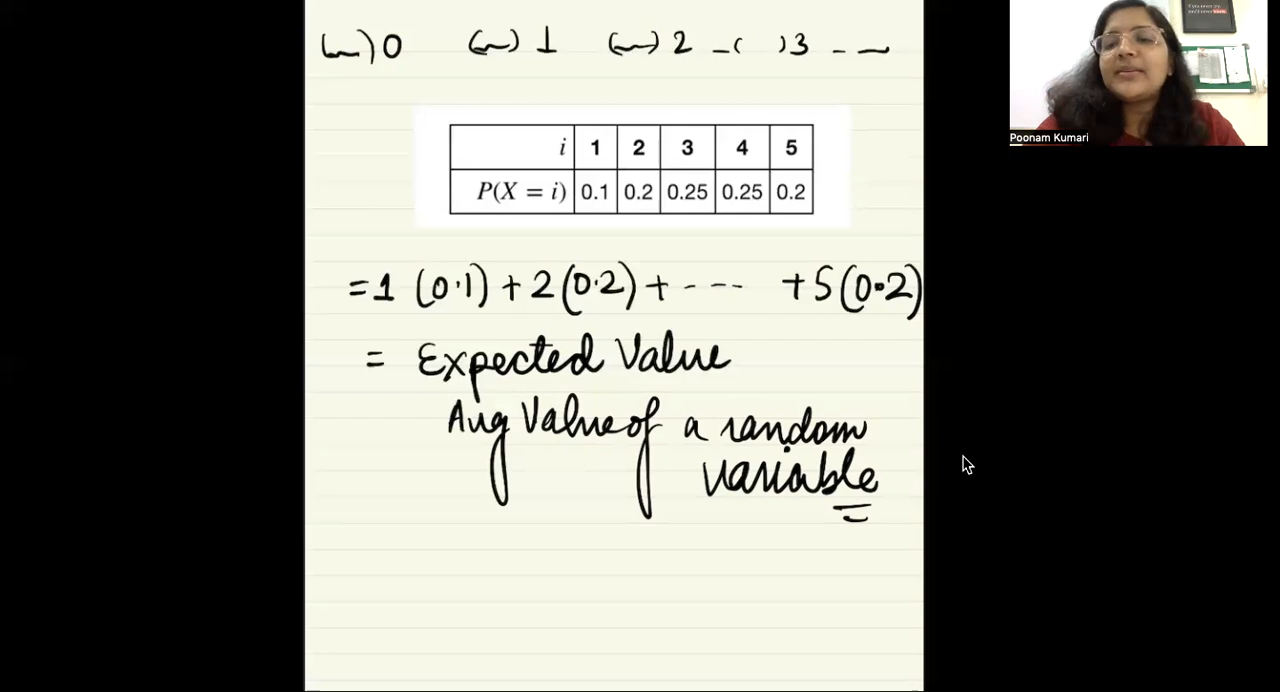 (~) 0 (~) 1 (~) 2 - ( ) 3 - -
Poonam Kumari
i 1 2 3 4 5
P(X = i) 0.1 0.2 0.25 0.25 0.2
= 1 (0.1) + 2 (0.2) + ---- + 5 (0.2)
= Expected Value
Avg Value of a random
variable